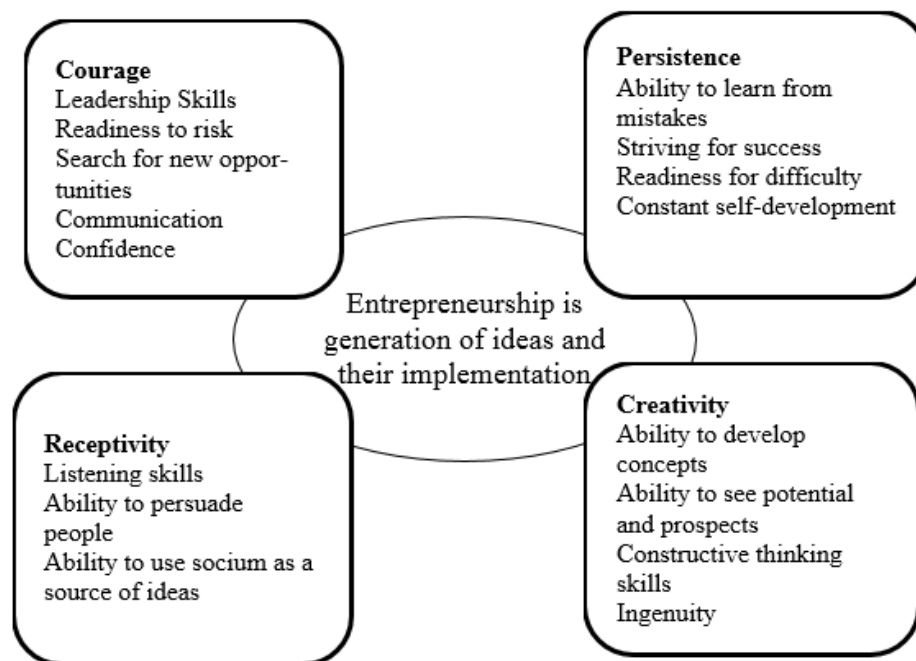 Courage
Leadership Skills
Readiness to risk
Search for new oppor-
tunities
Communication
Confidence
Persistence
Ability to learn from
mistakes
Striving for success
Readiness for difficulty
Constant self-development
Entrepreneurship is
generation of ideas and
their implementation
Receptivity
Listening skills
Ability to persuade
people
Ability to use socium as a
source of ideas
Creativity
Ability to develop
concepts
Ability to see potential
and prospects
Constructive thinking
skills
Ingenuity